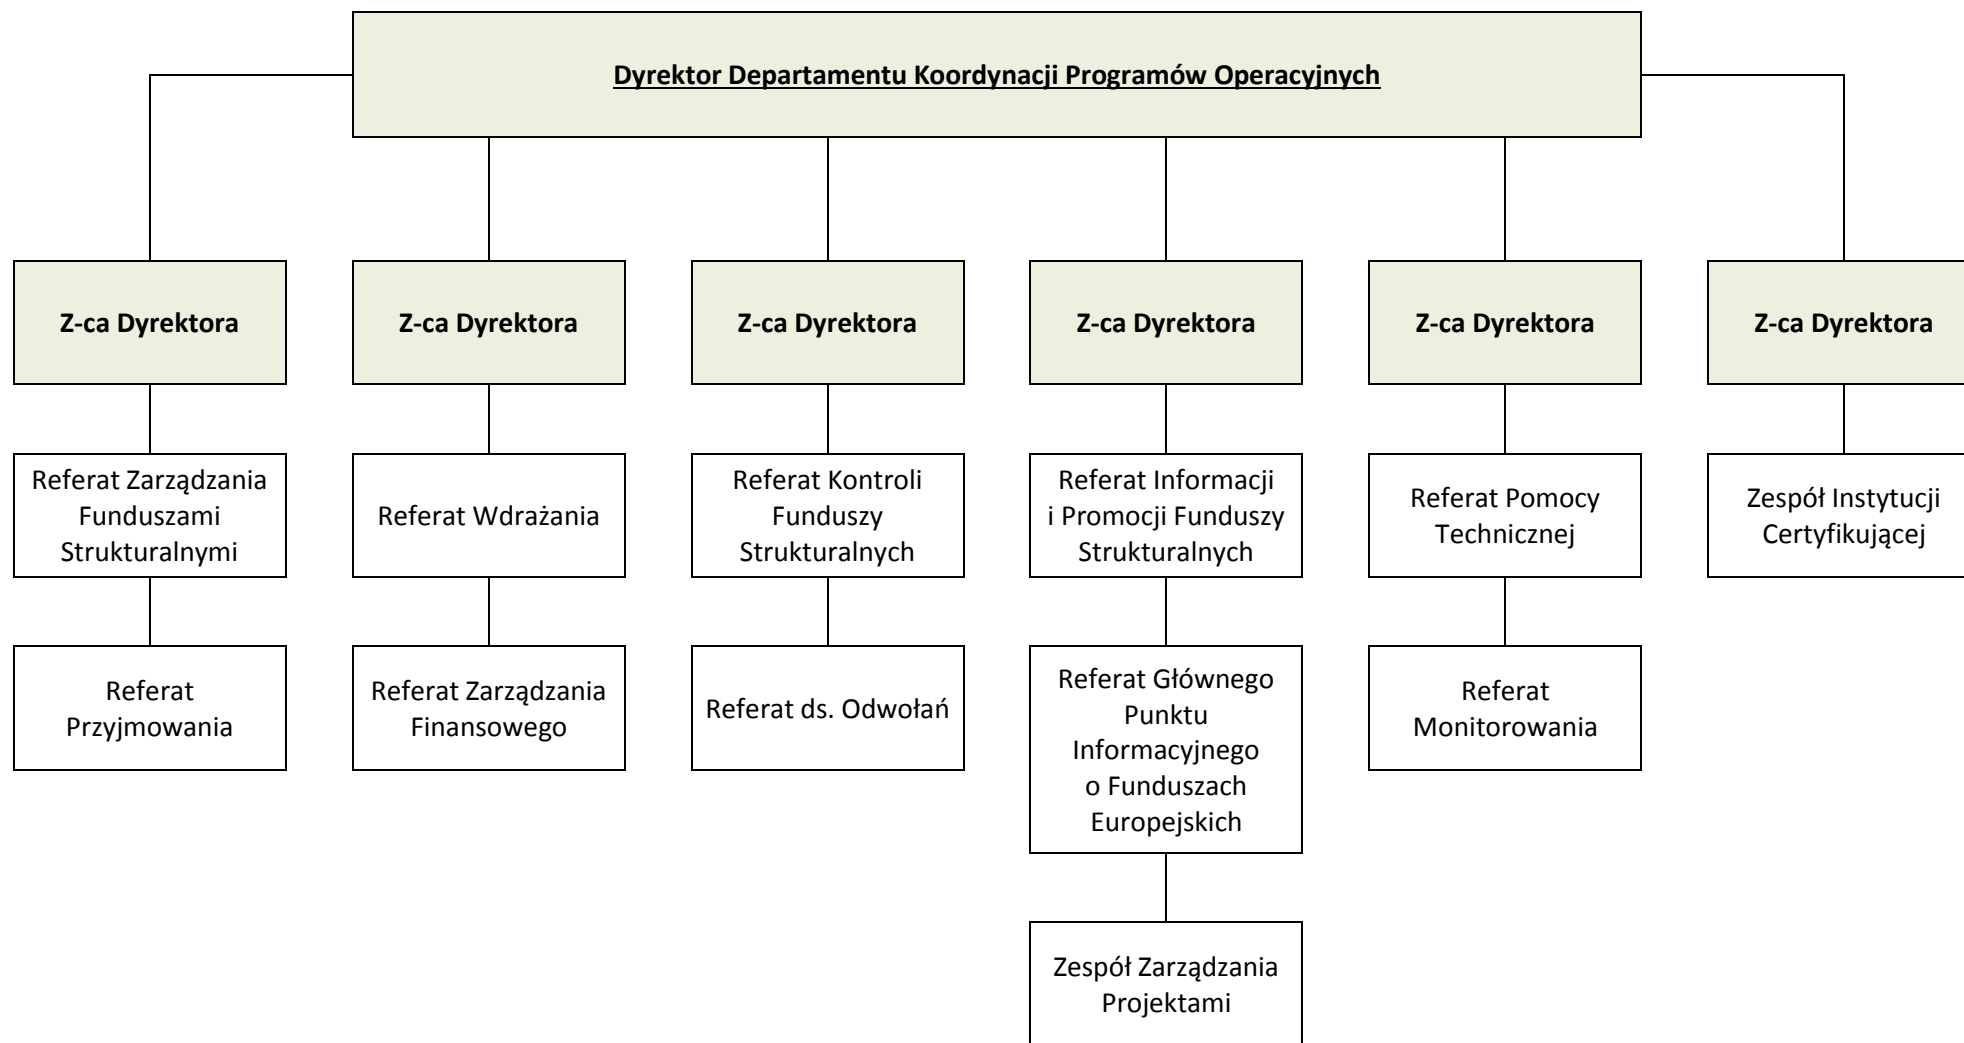 Dyrektor Departamentu Koordynacji Programów Operacyjnych
Z-ca Dyrektora
Z-ca Dyrektora
Z-ca Dyrektora
Z-ca Dyrektora
Z-ca Dyrektora
Z-ca Dyrektora
Referat Zarządzania
Funduszami
Strukturalnymi
Referat Wdrażania
Referat Kontroli
Funduszy
Strukturalnych
Referat Informacji
i Promocji Funduszy
Strukturalnych
Referat Pomocy
Technicznej
Zespół Instytucji
Certyfikującej
Referat
Przyjmowania
Referat Zarządzania
Finansowego
Referat ds. Odwołań
Referat Głównego
Punktu
Informacyjnego
o Funduszach
Europejskich
Referat
Monitorowania
Zespół Zarządzania
Projektami